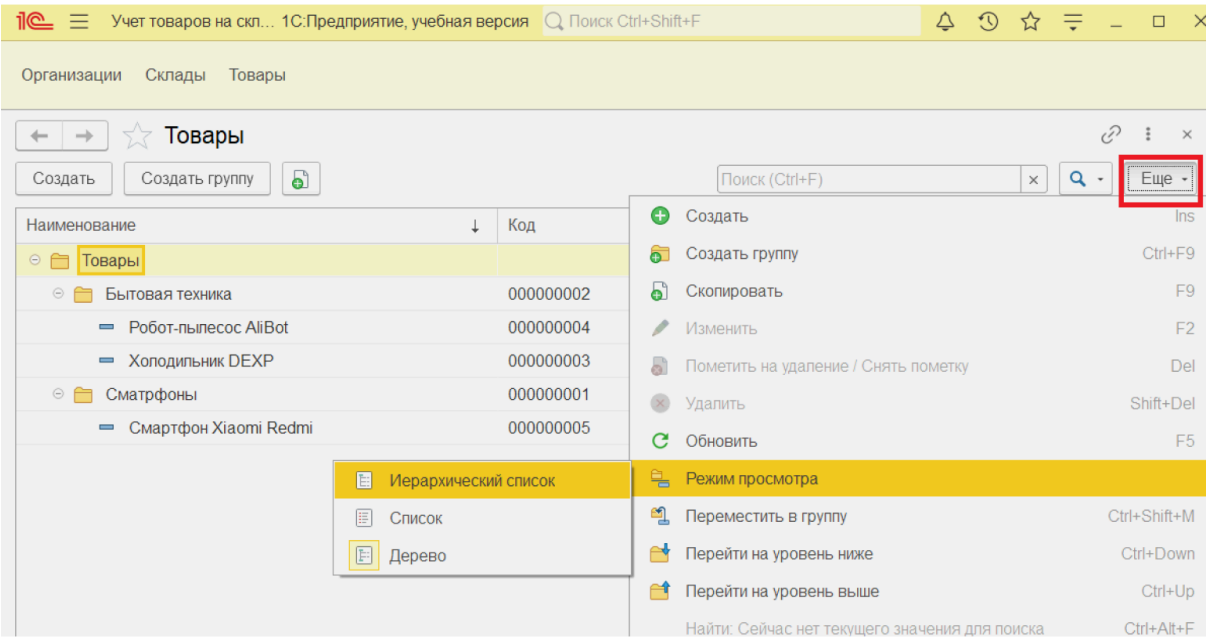 Учет товаров на скл... 1С:Предприятие, учебная версия Поиск Ctrl+Shift+F
Организации Склады Товары
Товары
Создать Создать группу Поиск (Ctrl+F) Еще
Наименование Код
Товары
Бытовая техника 000000002
Робот-пылесос AliBot 000000004
Холодильник DEXP 000000003
Сматрфоны 000000001
Смартфон Xiaomi Redmi 000000005
Создать Ins
Создать группу Ctrl+F9
Скопировать F9
Изменить F2
Пометить на удаление / Снять пометку Del
Удалить Shift+Del
Обновить F5
Режим просмотра
Переместить в группу Ctrl+Shift+M
Перейти на уровень ниже Ctrl+Down
Перейти на уровень выше Ctrl+Up
Найти: Сейчас нет текущего значения для поиска Ctrl+Alt+F
Иерархический список
Список
Дерево